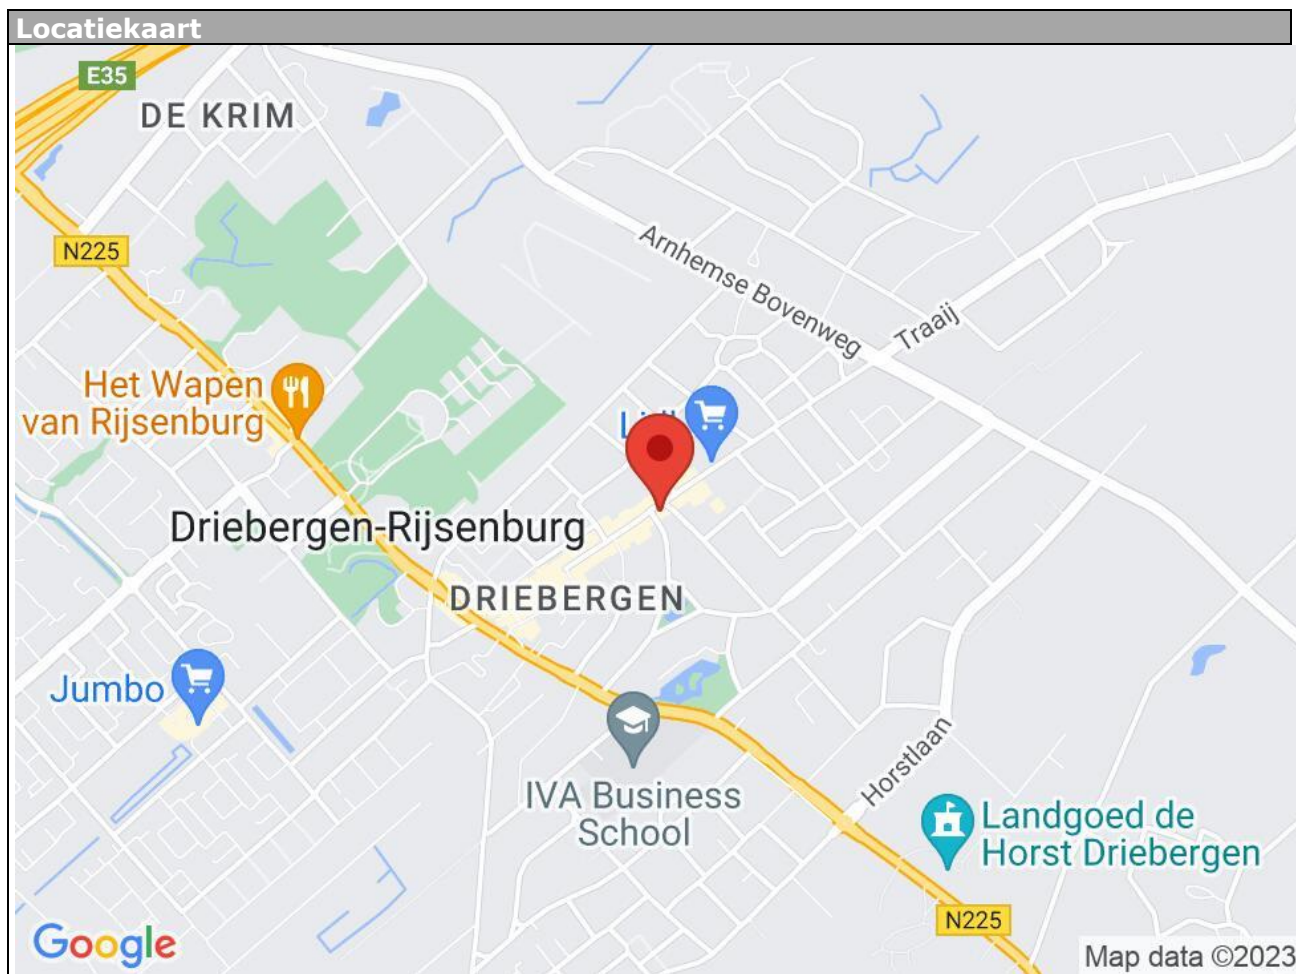 Locatiekaart
E35
DE KRIM
N225
Arnhemse Bovenweg
Traaij
Het Wapen
van Rijsenburg
Driebergen-Rijsenburg
DRIEBERGEN
Jumbo
IVA Business
School
Horstlaan
Landgoed de
Horst Driebergen
N225
Google
Map data ©2023